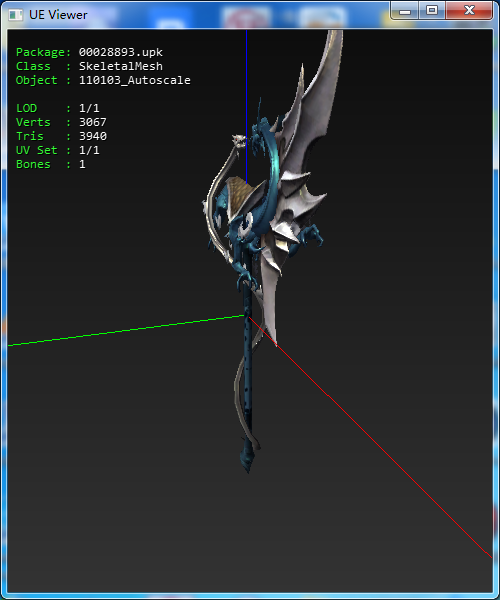 UE Viewer
Package: 00028893.upk
Class : SkeletalMesh
Object : 110103_Autoscale
LOD : 1/1
Verts : 3067
Tris : 3940
UV Set : 1/1
Bones : 1